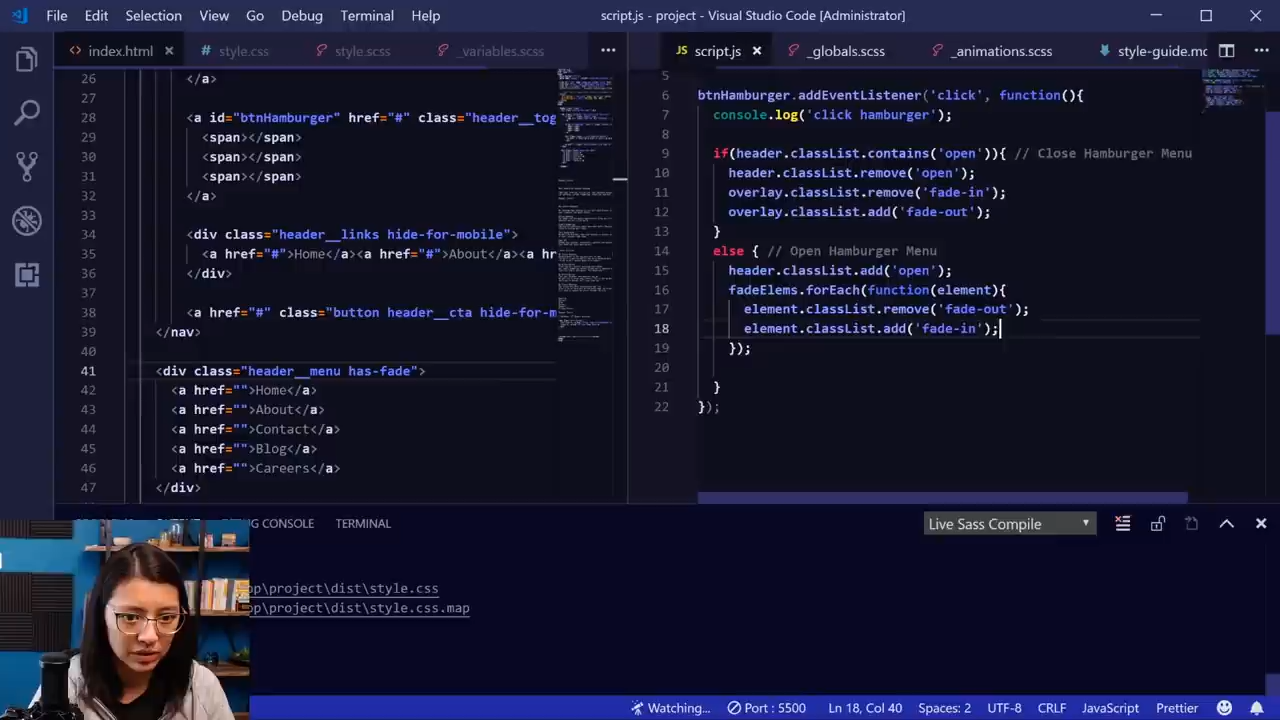 File Edit Selection View Go Debug Terminal Help
script.js - project - Visual Studio Code [Administrator]
index.html style.css style.scss _variables.scss
26 </a>
27
28 <a id="btnHamburger" href="#" class="header__tog
<span></span>
30 <span></span>
31 <span></span>
32 </a>
33
34 <div class="header__links hide-for-mobile">
35 <a href="#">Home</a><a href="#">About</a><a hr
36 </div>
37
38 <a href="#" class="button header__cta hide-for-m
39 </nav>
40
41 <div class="header__menu has-fade">
42 <a href="">Home</a>
43 <a href="">About</a>
44 <a href="">Contact</a>
45 <a href="">Blog</a>
46 <a href="">Careers</a>
47 </div>
JS script.js _globals.scss _animations.scss style-guide.mc
5
6 btnHamburger.addEventListener('click', function(){
7 console.log('click hamburger');
8
9 if(header.classList.contains('open')){ // Close Hamburger Menu
10 header.classList.remove('open');
11 overlay.classList.remove('fade-in');
12 overlay.classList.add('fade-out');
13 }
14 else { // Open Hamburger Menu
15 header.classList.add('open');
16 fadeElems.forEach(function(element){
17 element.classList.remove('fade-out');
18 element.classList.add('fade-in');
19 });
20
21 }
22 });
G CONSOLE TERMINAL
Live Sass Compile
op\project\dist\style.css
op\project\dist\style.css.map
Watching... Port : 5500 Ln 18, Col 40 Spaces: 2 UTF-8 CRLF JavaScript Prettier